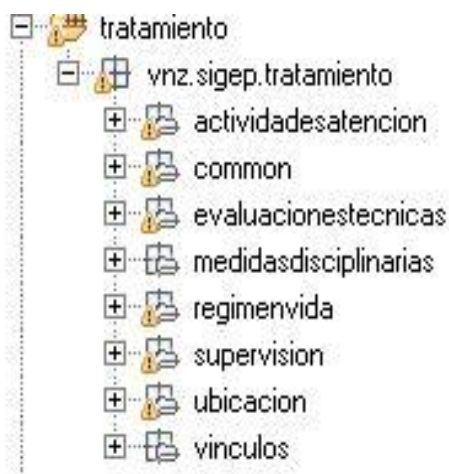 tratamiento
vnz.sigep.tratamiento
actividadesatencion
common
evaluacionestecnicas
medidasdisciplinarias
regimenvida
supervision
ubicacion
vinculos